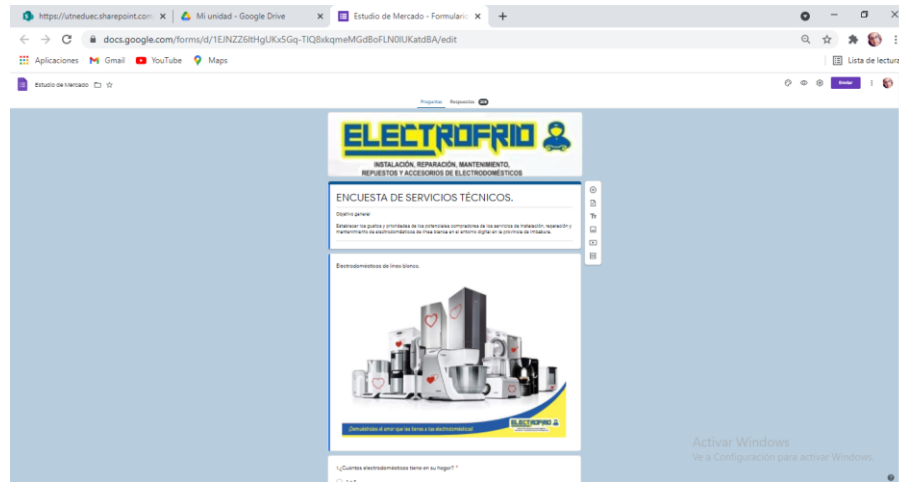 https://utneduec.sharepoint.com
Mi unidad - Google Drive
Estudio de Mercado - Formulario
docs.google.com/forms/d/1EJNZZ6ItHgUKx5Gq-TIQ8xkqmeMGdBoFLN0IUKatdBA/edit
Aplicaciones
Gmail
YouTube
Maps
Lista de lectura
Estudio de Mercado
Enviar
Preguntas
Respuestas
ELECTROFRIO
INSTALACIÓN, REPARACIÓN, MANTENIMIENTO,
REPUESTOS Y ACCESORIOS DE ELECTRODOMÉSTICOS
ENCUESTA DE SERVICIOS TÉCNICOS.
Objetivo general
Establecer los gustos y prioridades de los potenciales compradores de los servicios de instalación, reparación y
mantenimiento de electrodomésticos de línea blanca en el entorno digital en la provincia de Imbabura.
Tr
Electrodomésticos de línea blanca.
¡Demuéstrales el amor que les tienes a tus electrodomésticos!
ELECTROFRIO
1.¿Cuántos electrodomésticos tiene en su hogar? *
Activar Windows
Ve a Configuración para activar Windows.